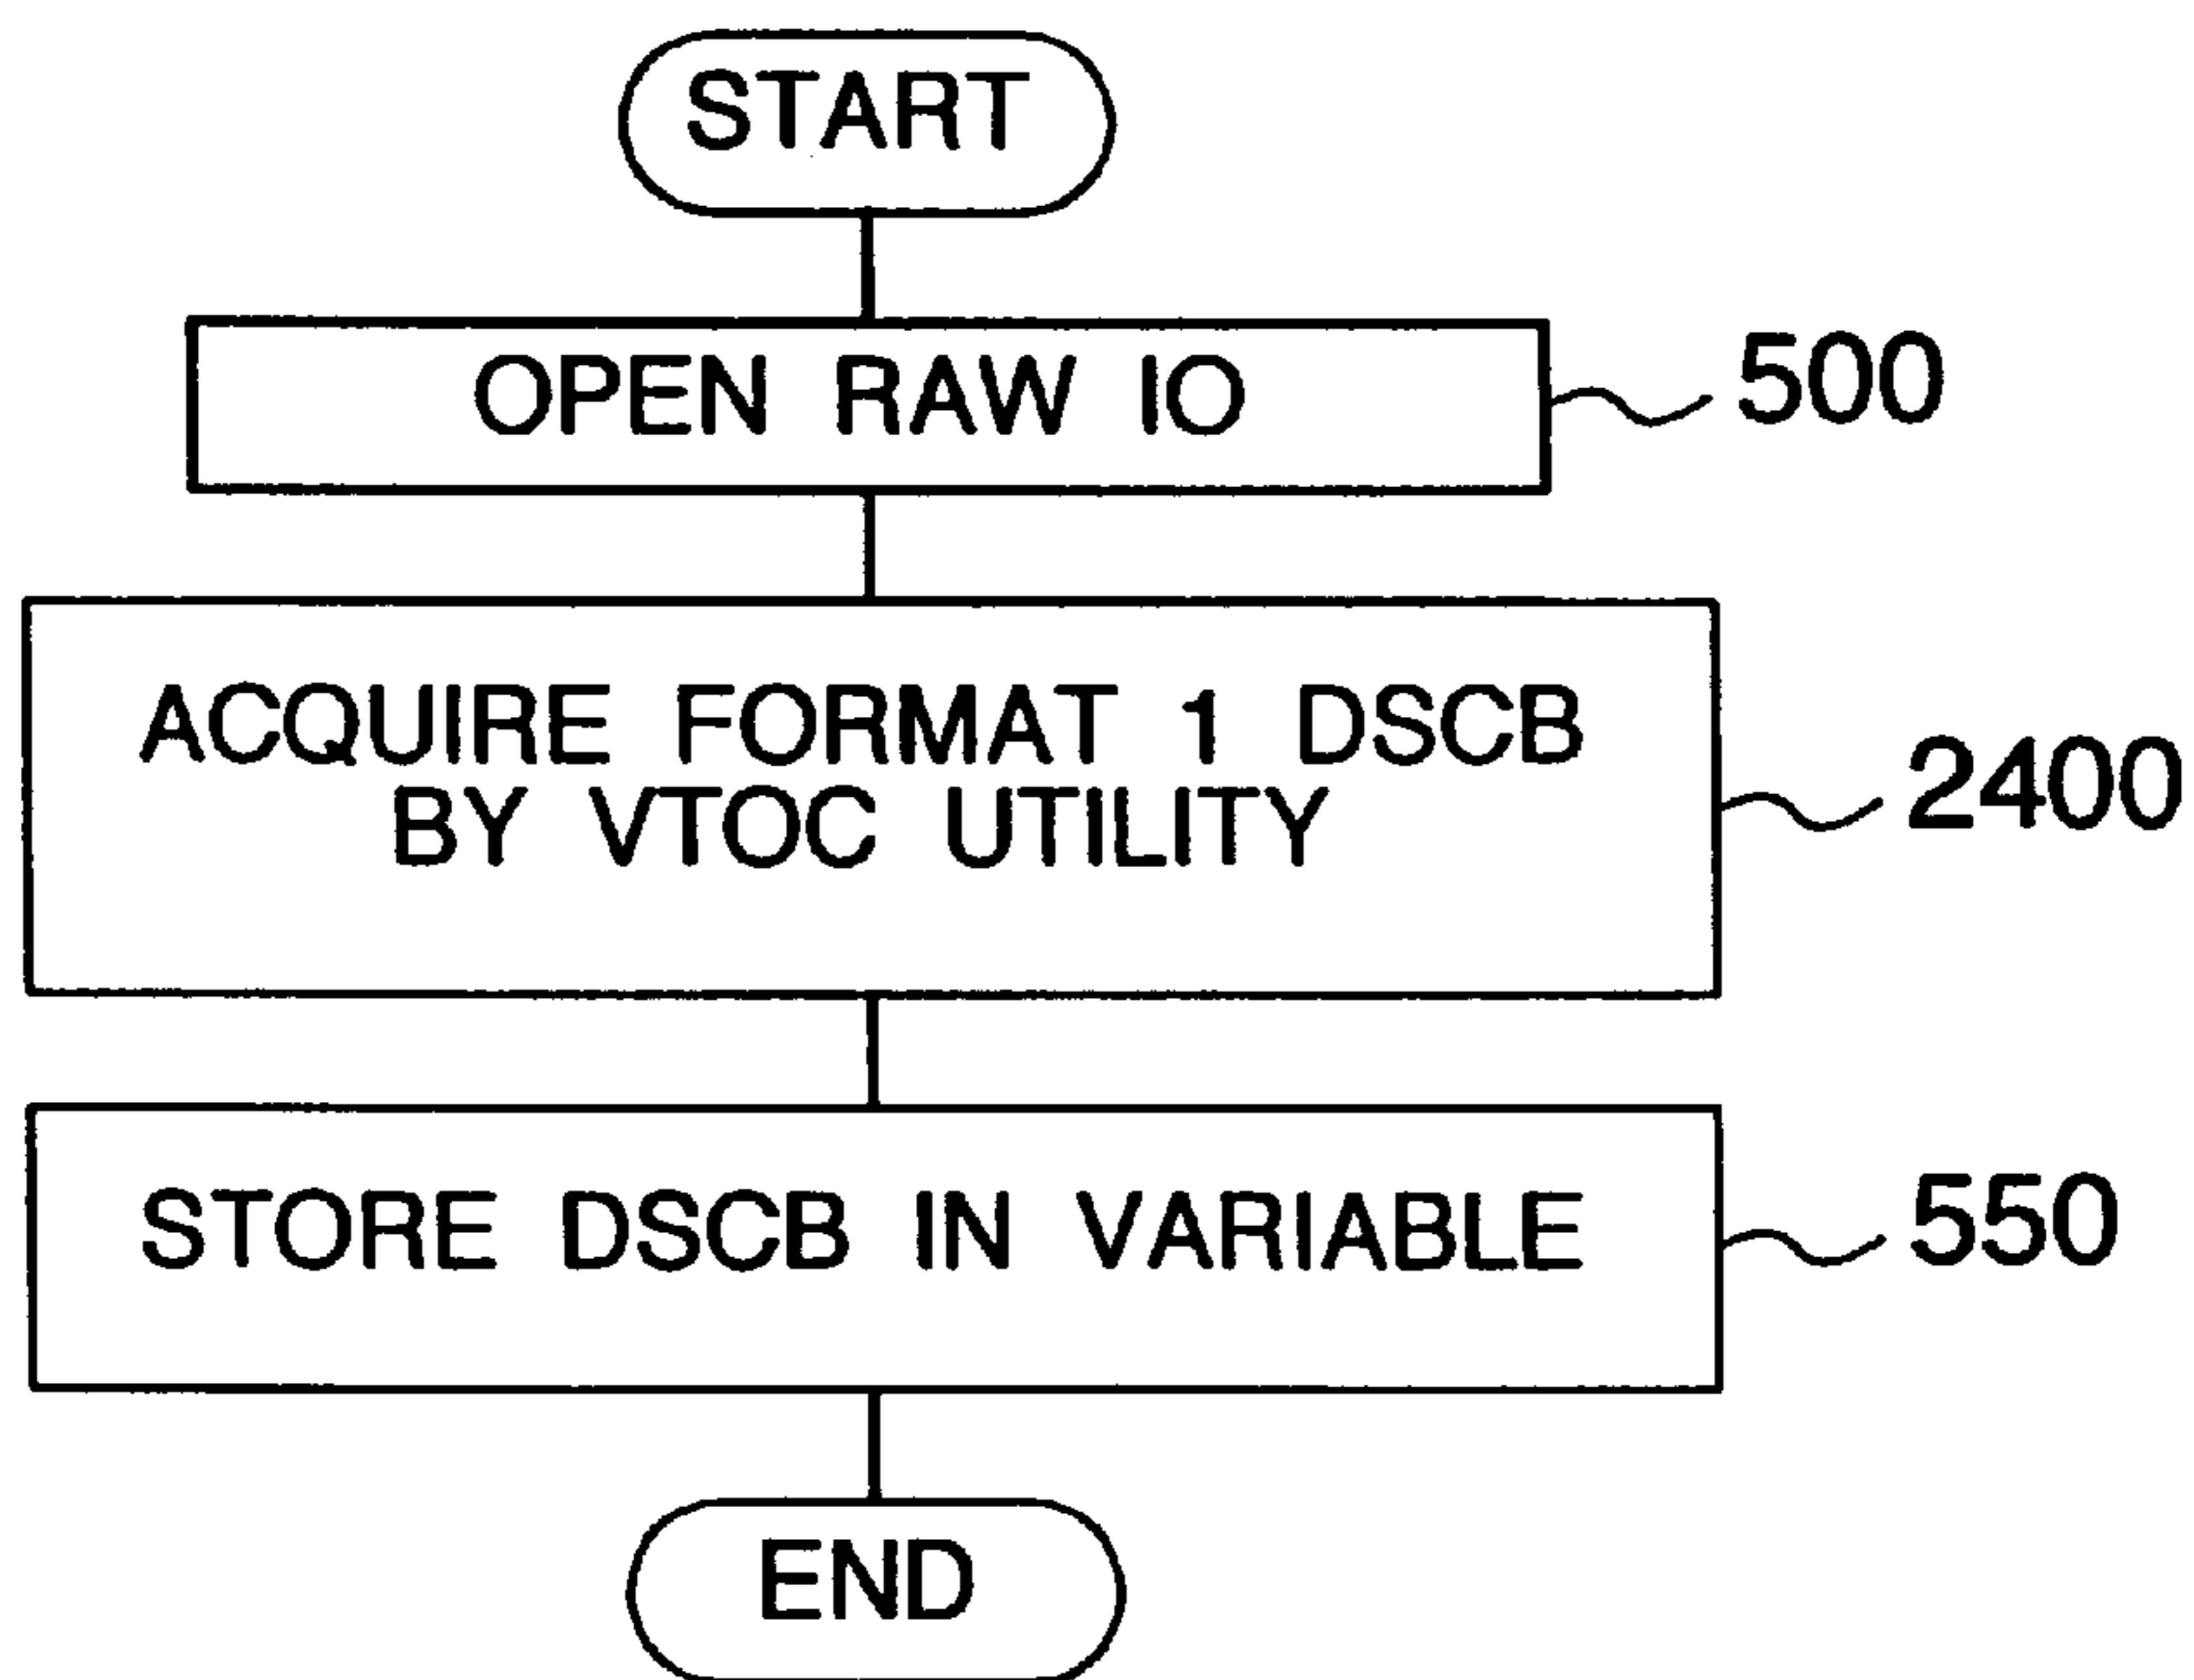 START
OPEN RAW IO
500
ACQUIRE FORMAT 1 DSCB
BY VTOC UTILITY
2400
STORE DSCB IN VARIABLE
550
END